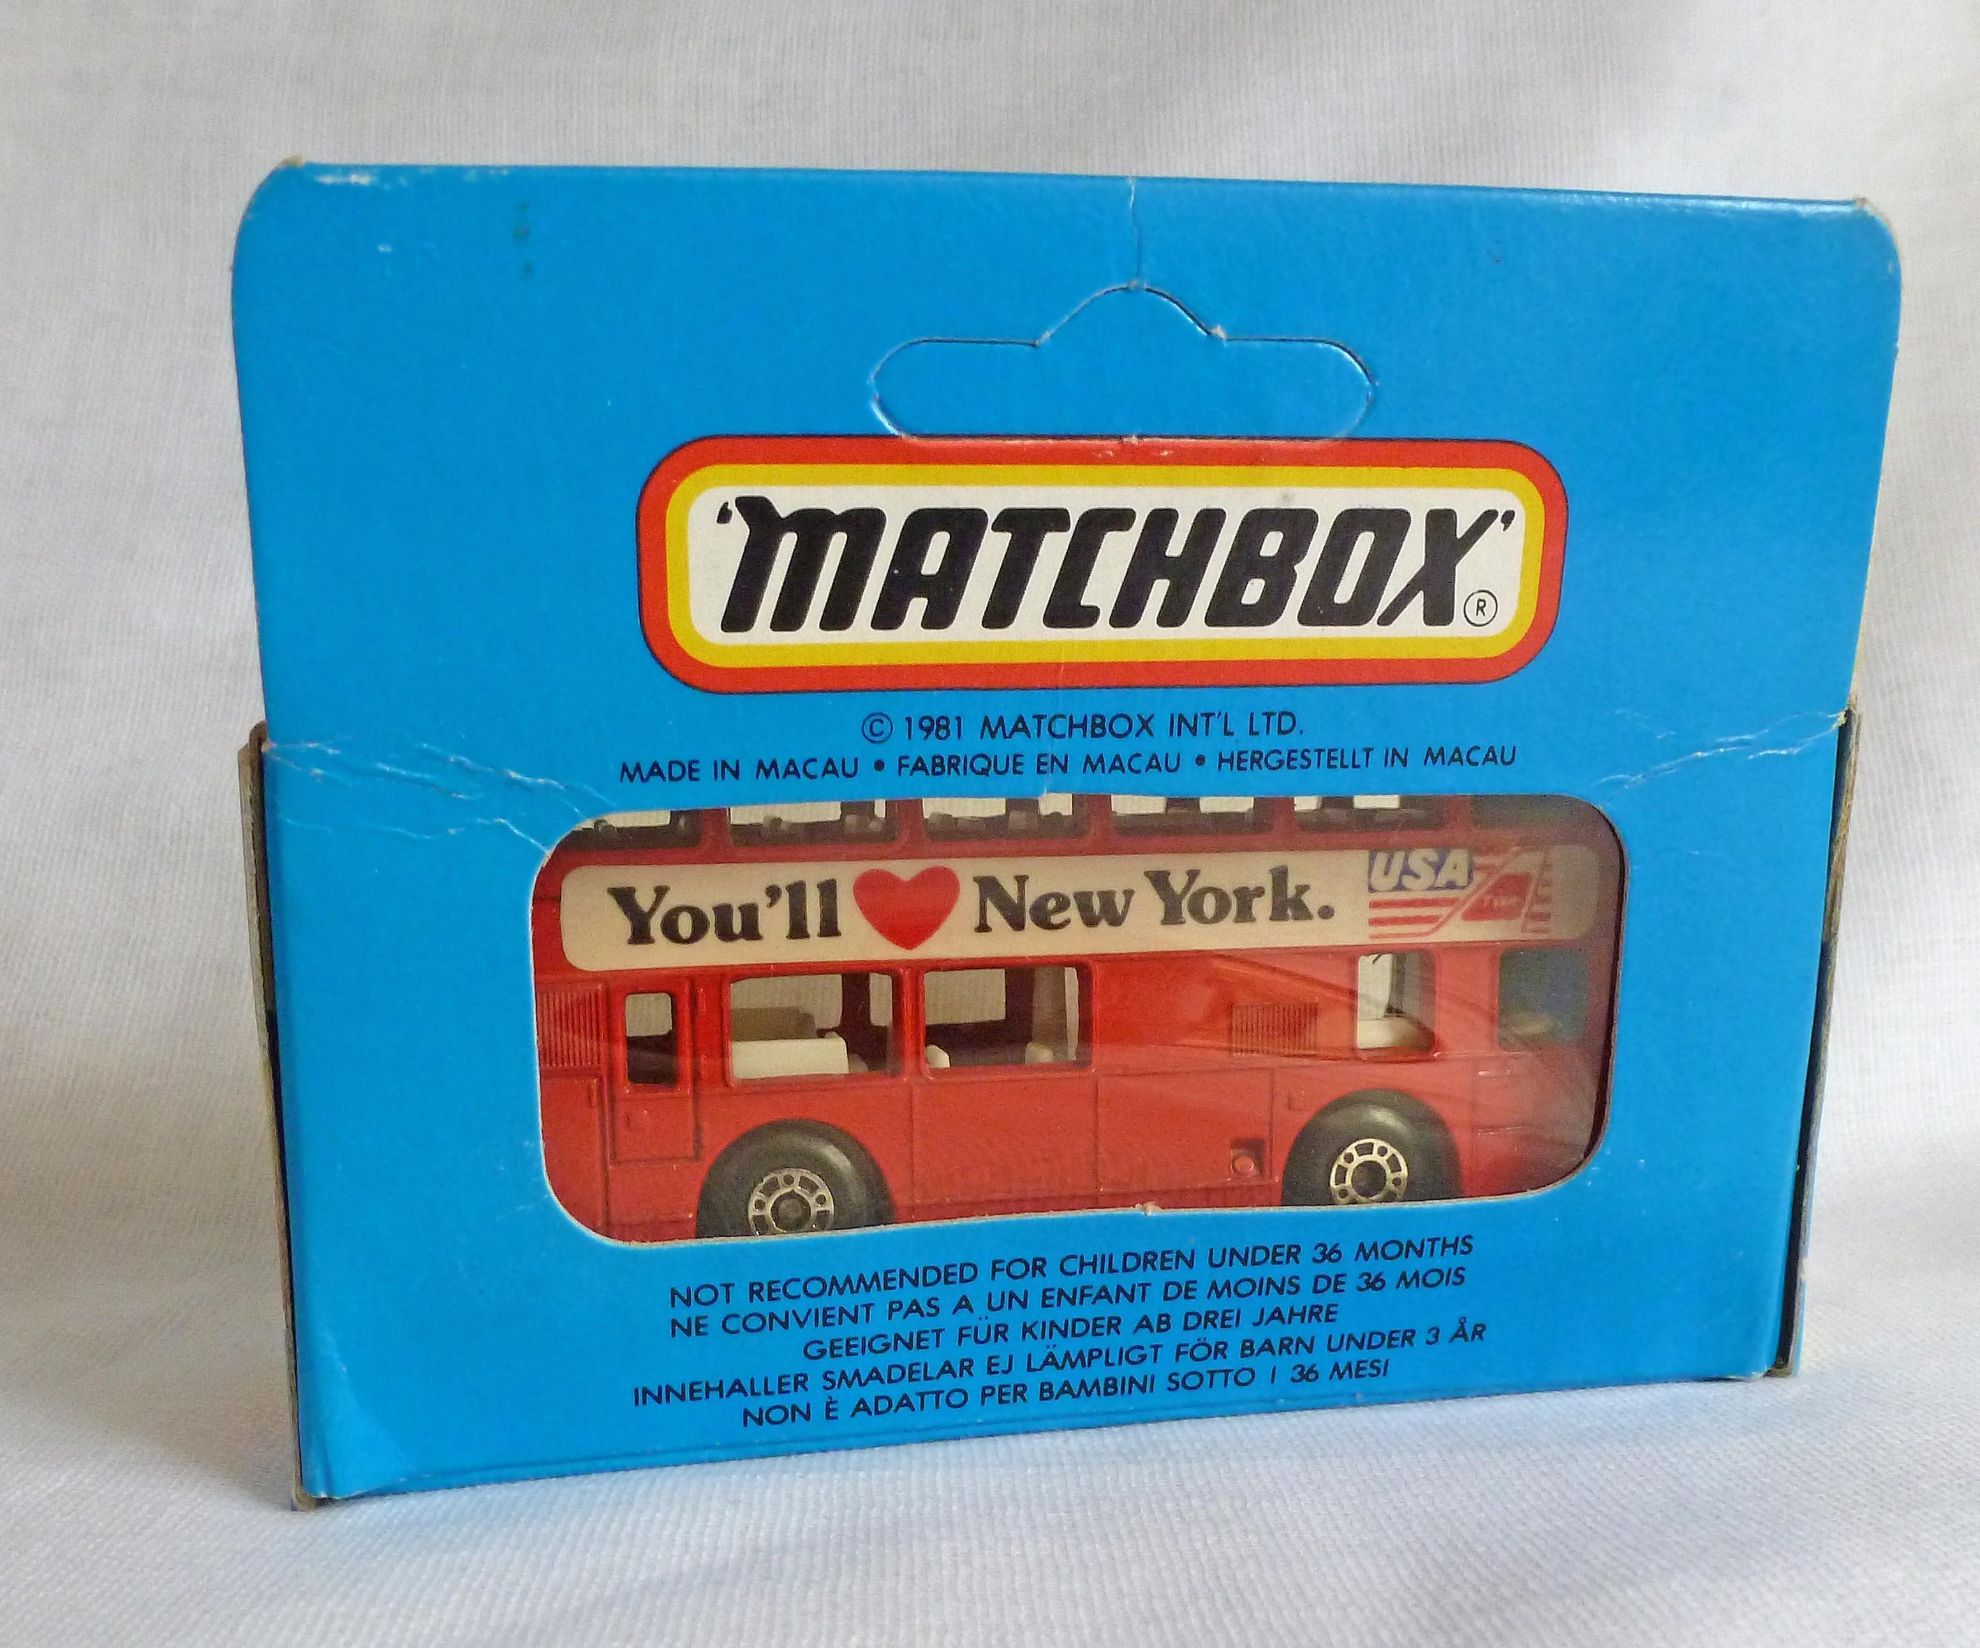 'MATCHBOX'®
© 1981 MATCHBOX INT'L LTD.
MADE IN MACAU • FABRIQUE EN MACAU • HERGESTELLT IN MACAU
You'll ❤ New York. USA
NOT RECOMMENDED FOR CHILDREN UNDER 36 MONTHS
NE CONVIENT PAS A UN ENFANT DE MOINS DE 36 MOIS
GEEIGNET FÜR KINDER AB DREI JAHRE
INNEHALLER SMADELAR EJ LÄMPLIGT FÖR BARN UNDER 3 ÅR
NON È ADATTO PER BAMBINI SOTTO I 36 MESI